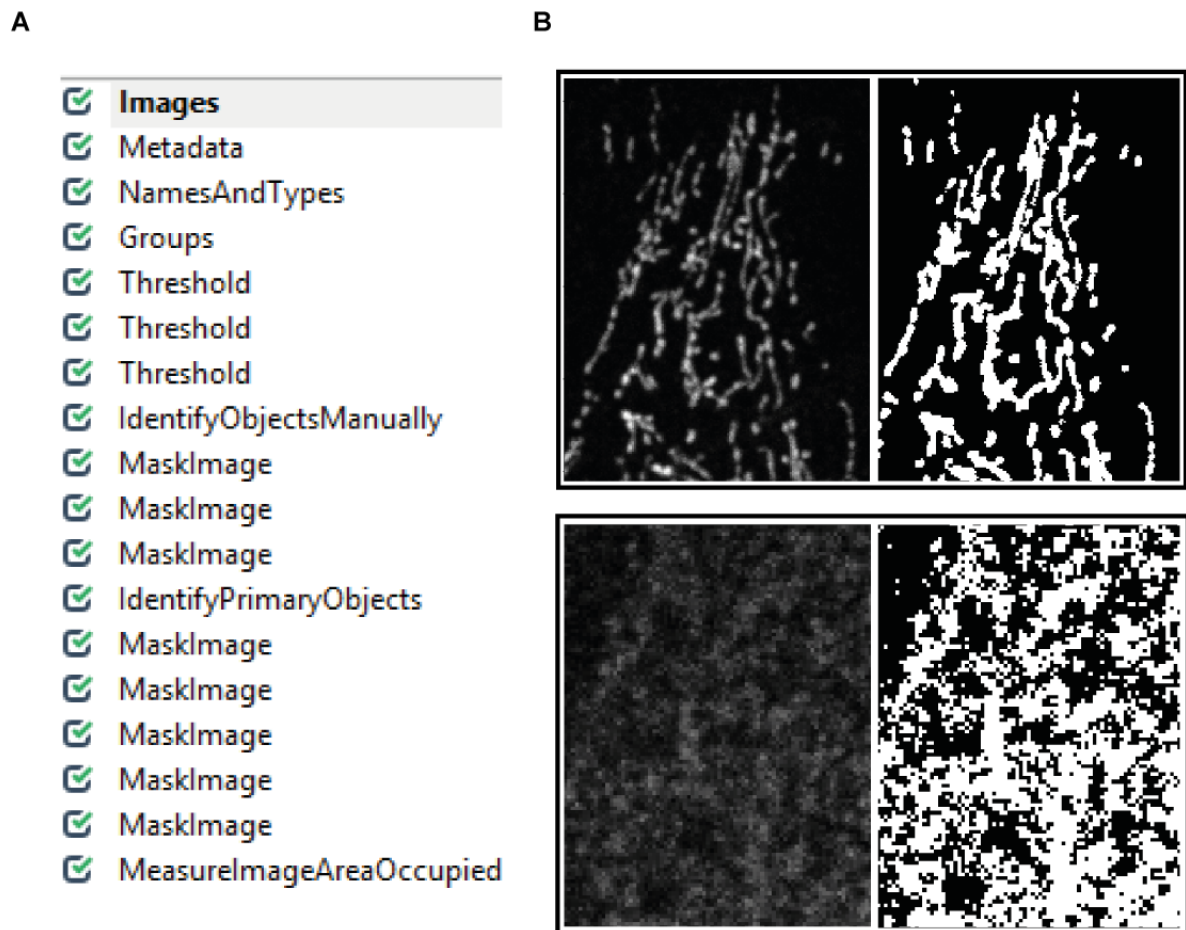 A
B
Images
Metadata
NamesAndTypes
Groups
Threshold
Threshold
Threshold
IdentifyObjectsManually
MaskImage
MaskImage
MaskImage
IdentifyPrimaryObjects
MaskImage
MaskImage
MaskImage
MaskImage
MaskImage
MeasureImageAreaOccupied